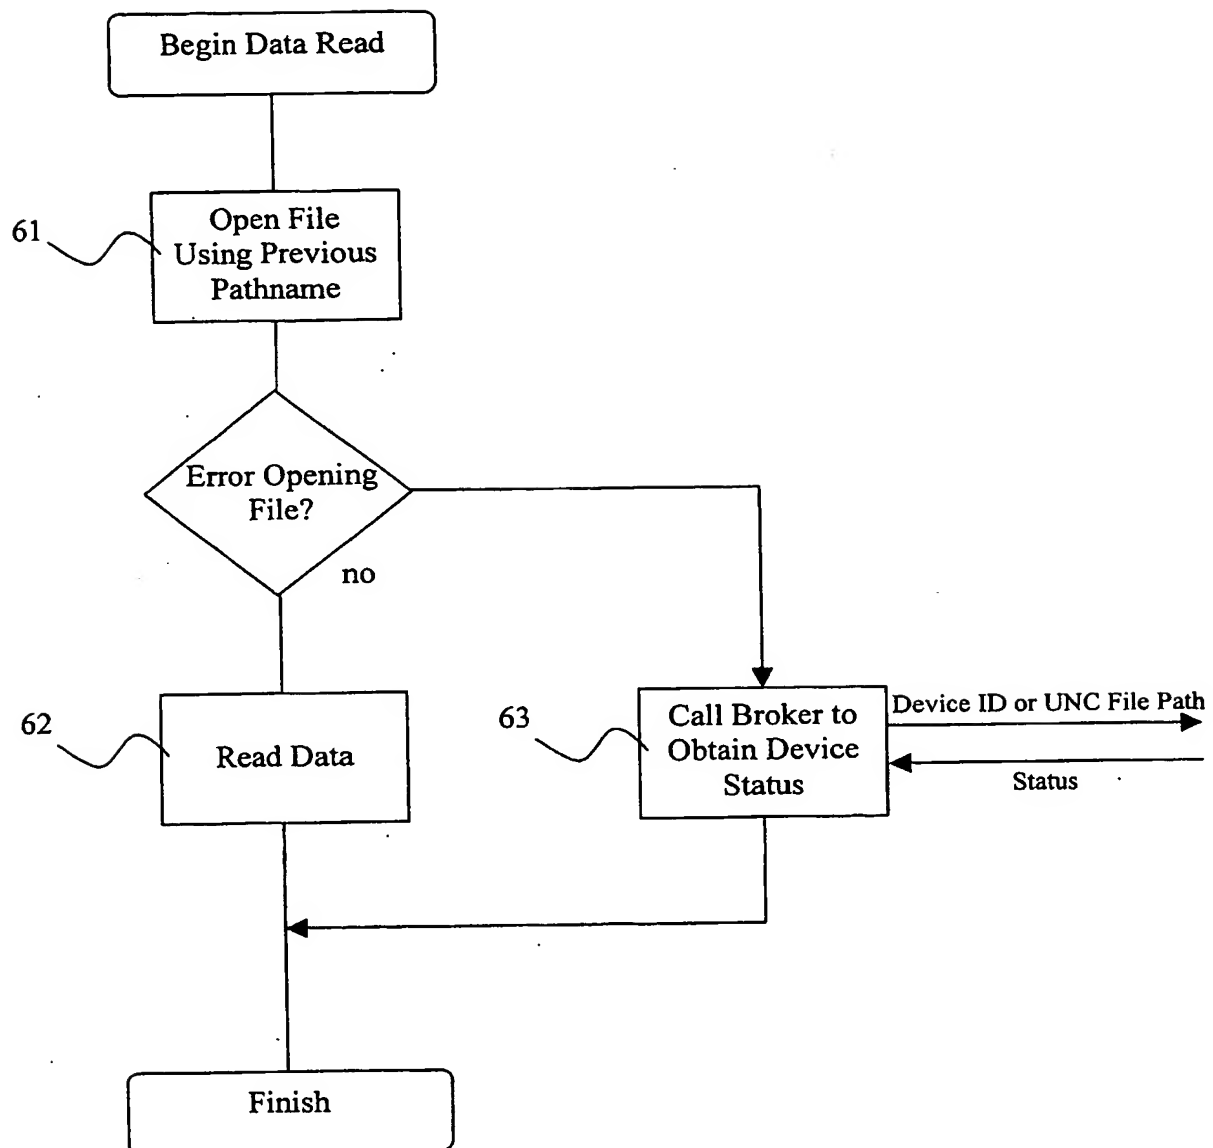 Begin Data Read
61
Open File
Using Previous
Pathname
Error Opening
File?
no
62
Read Data
63
Call Broker to
Obtain Device
Status
Device ID or UNC File Path
Status
Finish